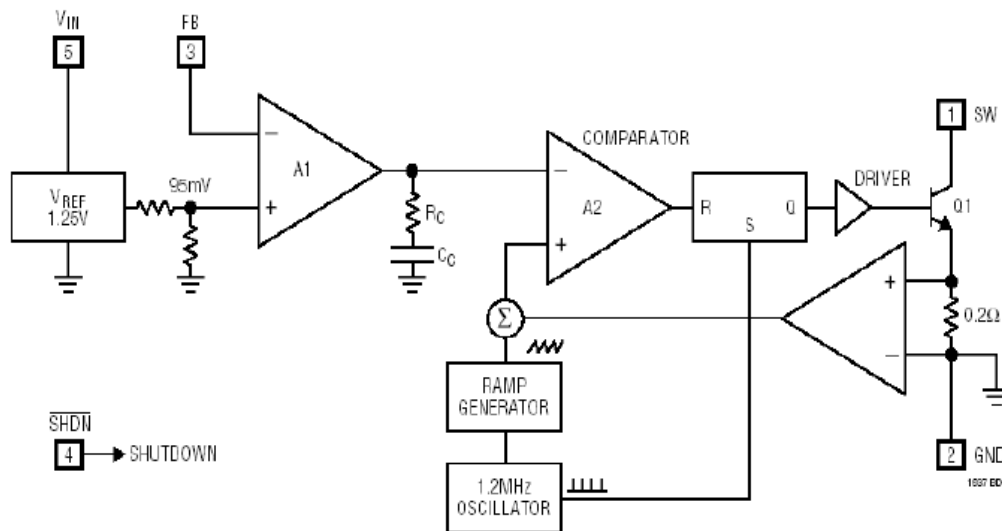 VIN
5
FB
3
VREF
1.25V
95mV
−
A1
+
RC
CC
COMPARATOR
−
A2
+
R
Q
S
DRIVER
1
SW
Q1
+
0.2Ω
−
Σ
RAMP
GENERATOR
1.2MHz
OSCILLATOR
SHDN
4
SHUTDOWN
2
GND